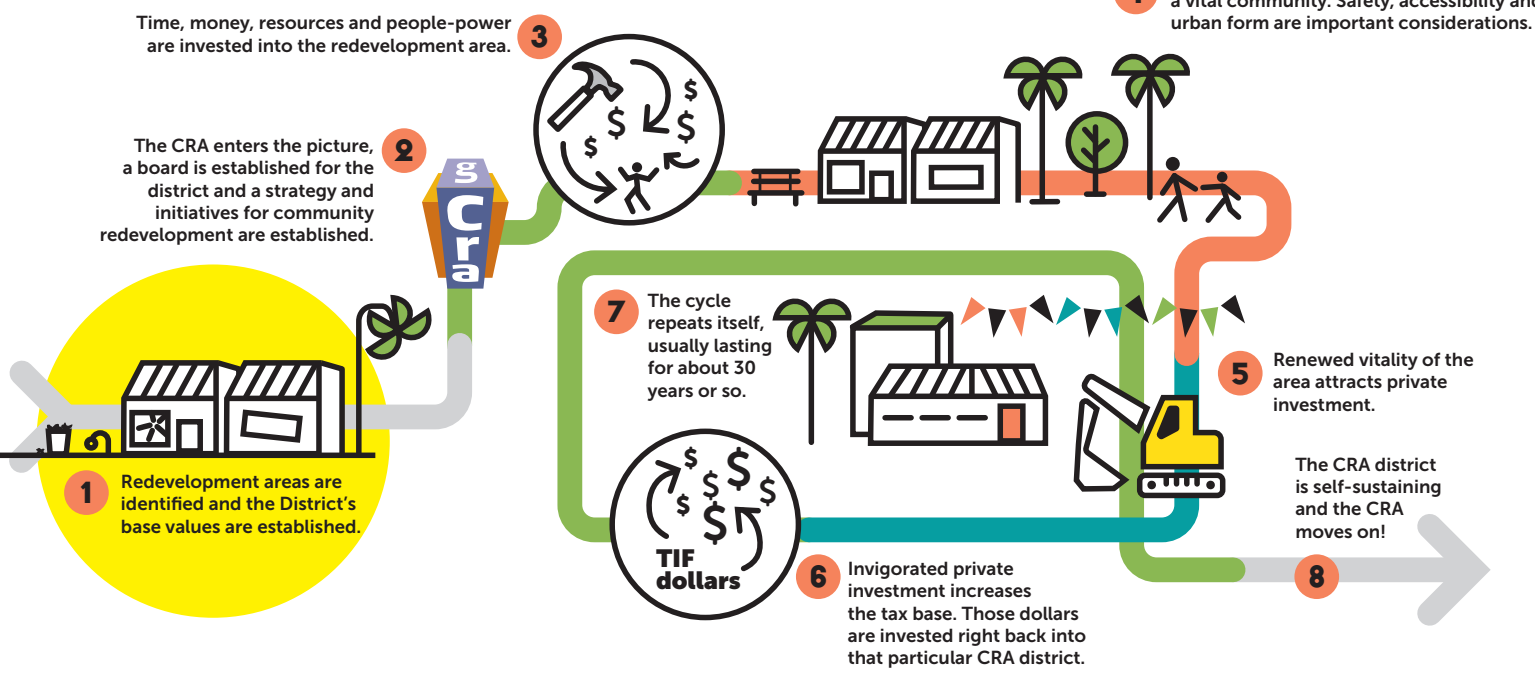 1
Redevelopment areas are
identified and the District's
base values are established.
2
The CRA enters the picture,
a board is established for the
district and a strategy and
initiatives for community
redevelopment are established.
g
C
r
a
3
Time, money, resources and people-power
are invested into the redevelopment area.
a vital community. Safety, accessibility and
urban form are important considerations.
5
Renewed vitality of the
area attracts private
investment.
6
Invigorated private
investment increases
the tax base. Those dollars
are invested right back into
that particular CRA district.
TIF
dollars
7
The cycle
repeats itself,
usually lasting
for about 30
years or so.
8
The CRA district
is self-sustaining
and the CRA
moves on!